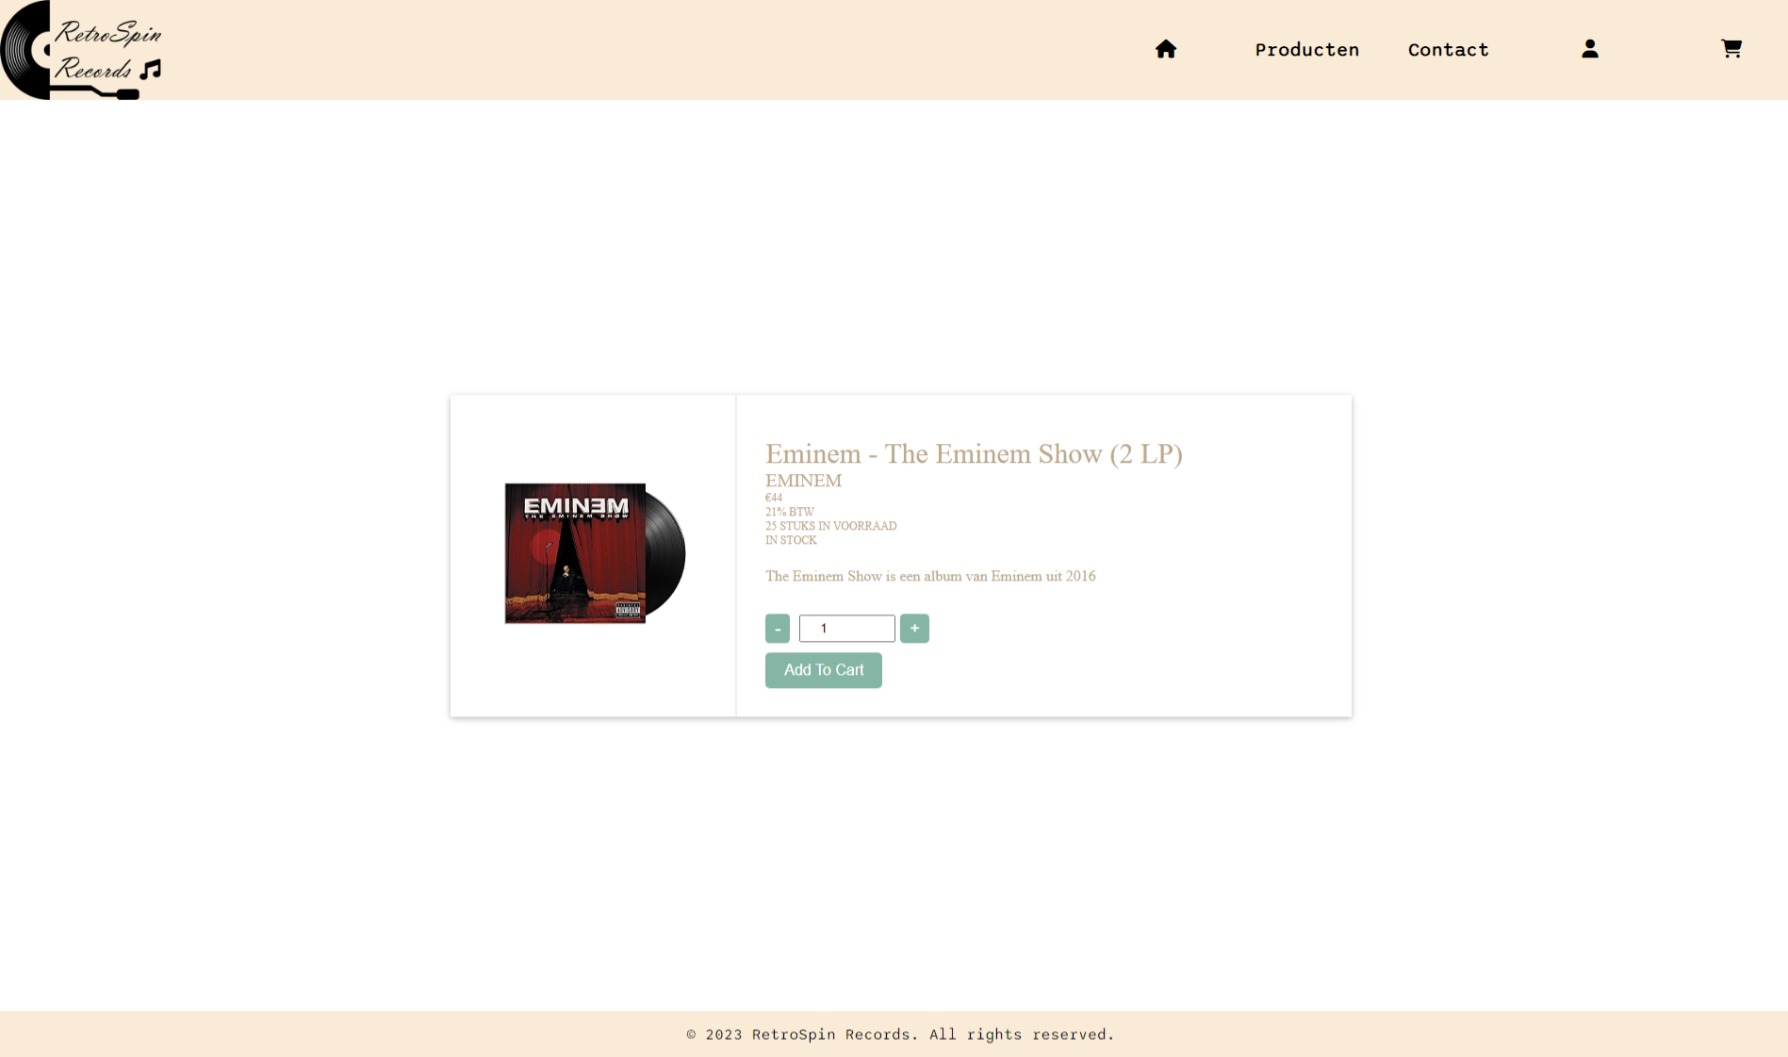 RetroSpin
Records
Producten
Contact
Eminem - The Eminem Show (2 LP)
EMINEM
€44
21% BTW
25 STUKS IN VOORRAAD
IN STOCK
EMINƎM
THE EMINEM SHOW
The Eminem Show is een album van Eminem uit 2016
-
1
+
Add To Cart
© 2023 RetroSpin Records. All rights reserved.